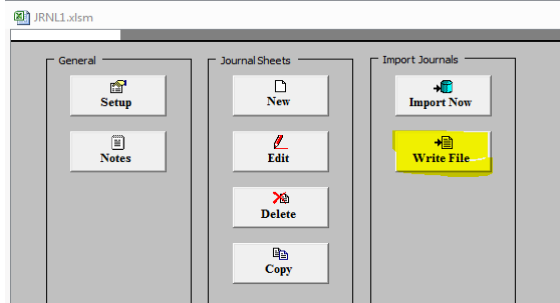 JRNL1.xlsm
General
Setup
Notes
Journal Sheets
New
Edit
Delete
Copy
Import Journals
Import Now
Write File